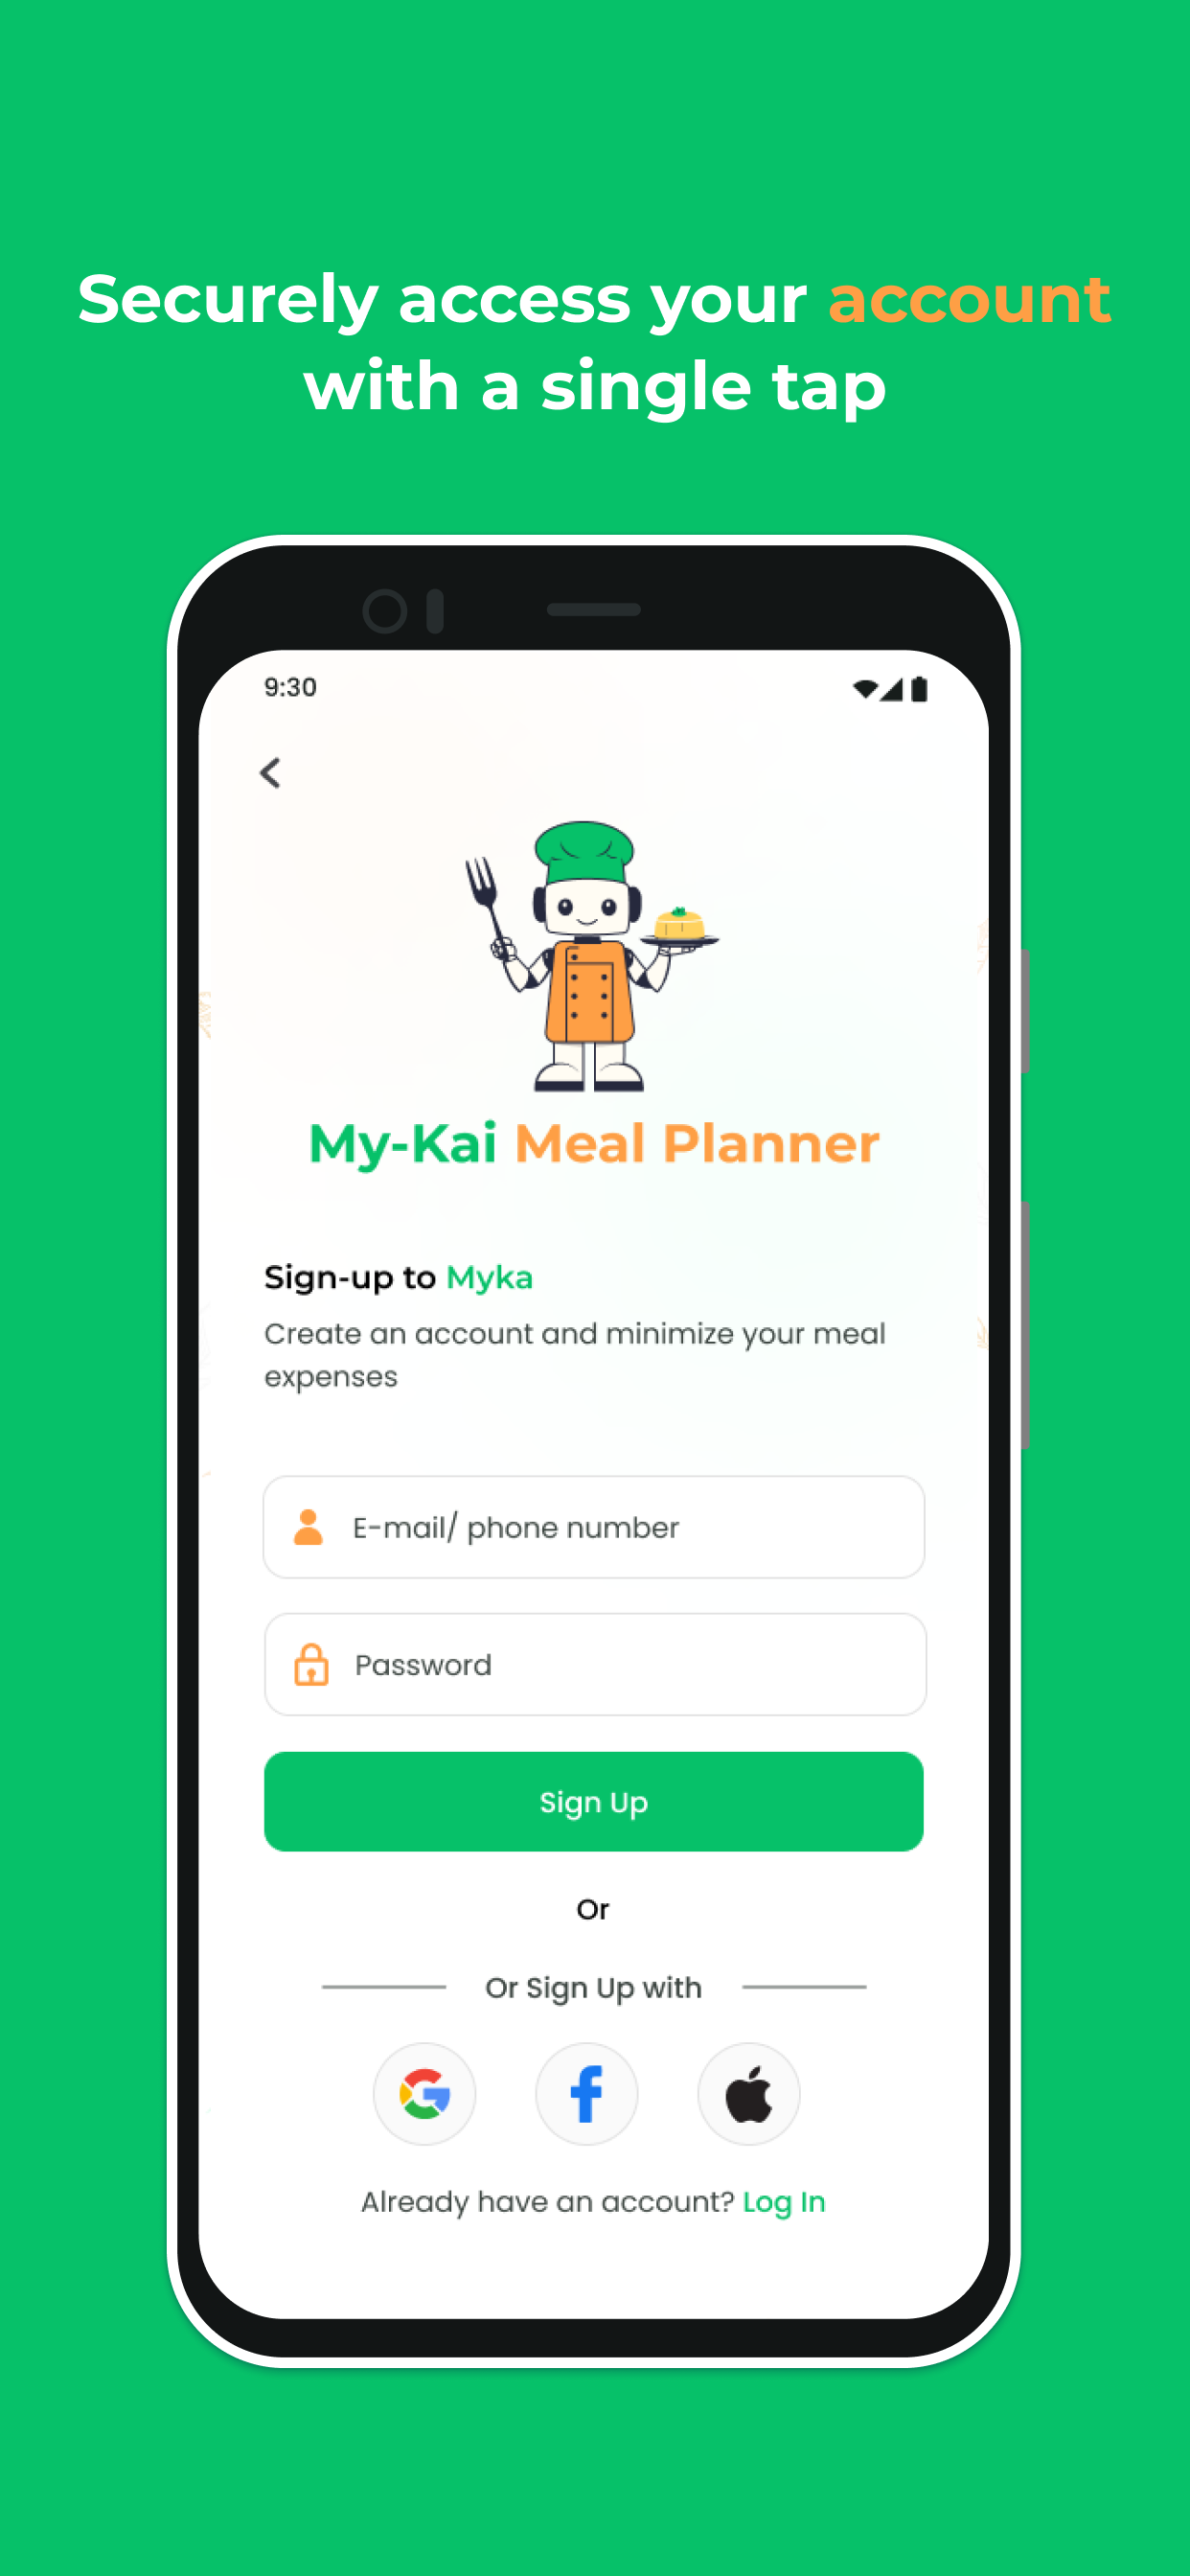 Securely access your account
with a single tap
9:30
My-Kai Meal Planner
Sign-up to Myka
Create an account and minimize your meal
expenses
E-mail/ phone number
Password
Sign Up
Or
Or Sign Up with
Already have an account? Log In